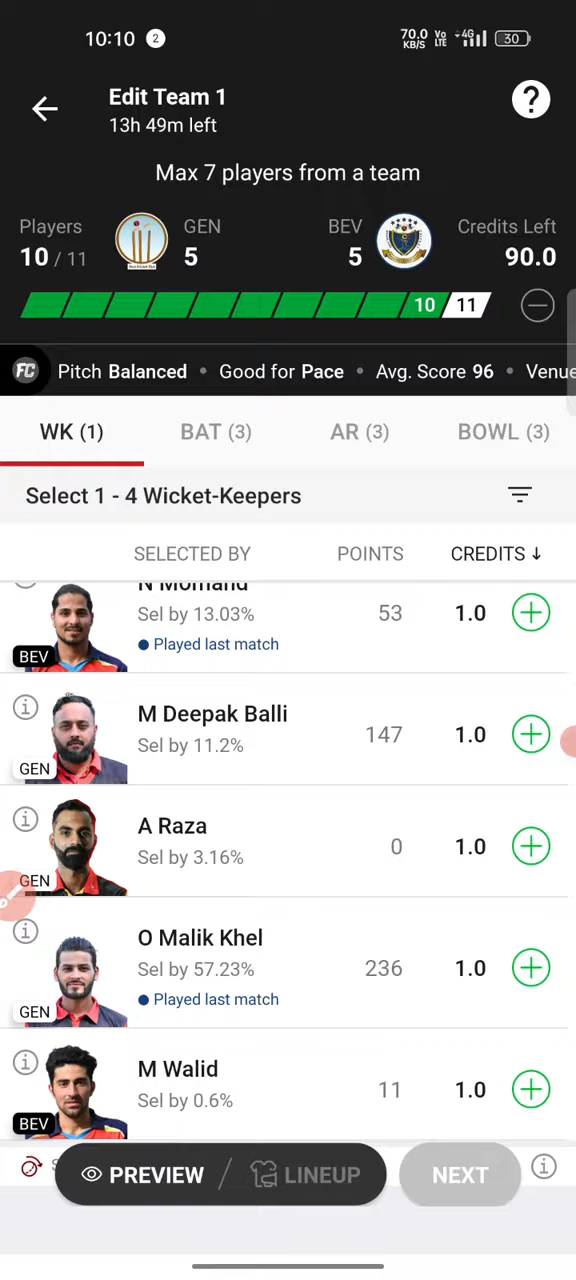 10:10 2 70.0 KB/S Vo LTE 4G 30
Edit Team 1
13h 49m left
?
Max 7 players from a team
Players GEN BEV Credits Left
10 / 11 5 5 90.0
10 11
FC Pitch Balanced • Good for Pace • Avg. Score 96 • Venue
WK (1) BAT (3) AR (3) BOWL (3)
Select 1 - 4 Wicket-Keepers
SELECTED BY POINTS CREDITS ↓
N Momand
Sel by 13.03% 53 1.0
BEV Played last match
M Deepak Balli
Sel by 11.2% 147 1.0
GEN
A Raza
Sel by 3.16% 0 1.0
GEN
O Malik Khel
Sel by 57.23% 236 1.0
GEN Played last match
M Walid
Sel by 0.6% 11 1.0
BEV
PREVIEW / LINEUP NEXT